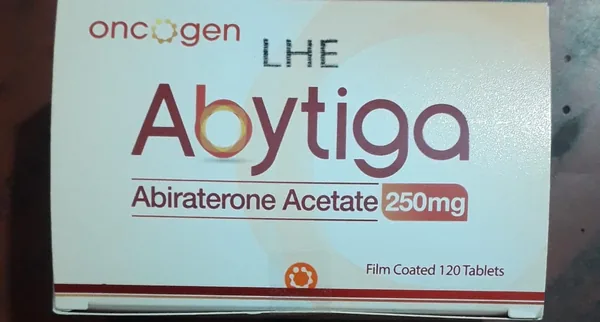 oncogen
LHE
Abytiga
Abiraterone Acetate 250mg
Film Coated 120 Tablets